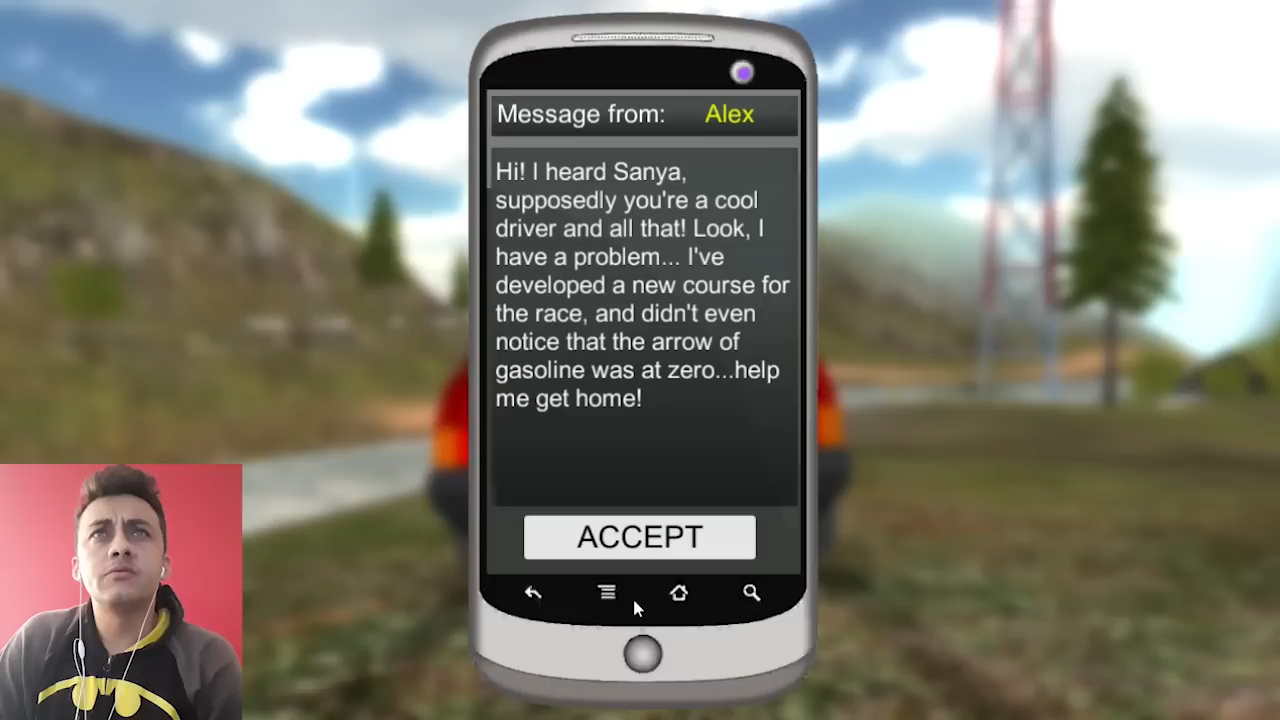 Message from: Alex
Hi! I heard Sanya,
supposedly you're a cool
driver and all that! Look, I
have a problem... I've
developed a new course for
the race, and didn't even
notice that the arrow of
gasoline was at zero...help
me get home!
ACCEPT